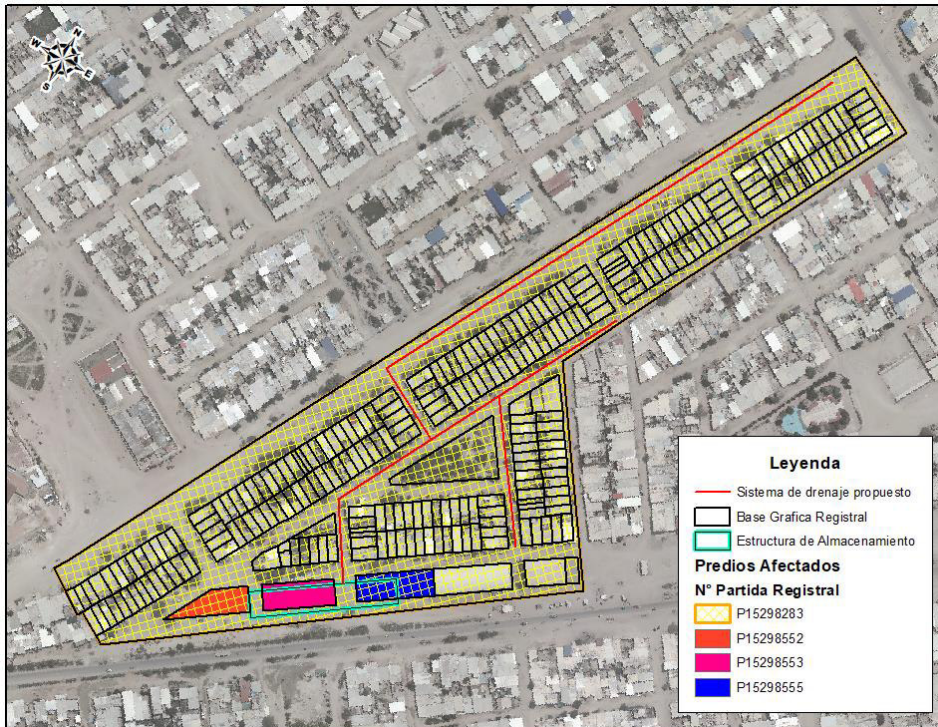 N
W
E
S
Leyenda
Sistema de drenaje propuesto
Base Grafica Registral
Estructura de Almacenamiento
Predios Afectados
N° Partida Registral
P15298283
P15298552
P15298553
P15298555